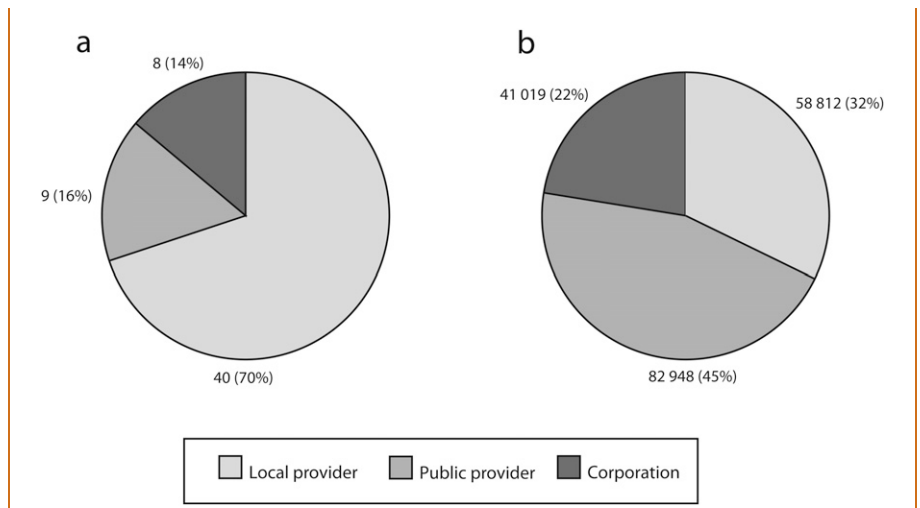 a
8 (14%)
9 (16%)
40 (70%)
b
41 019 (22%)
58 812 (32%)
82 948 (45%)
Local provider
Public provider
Corporation